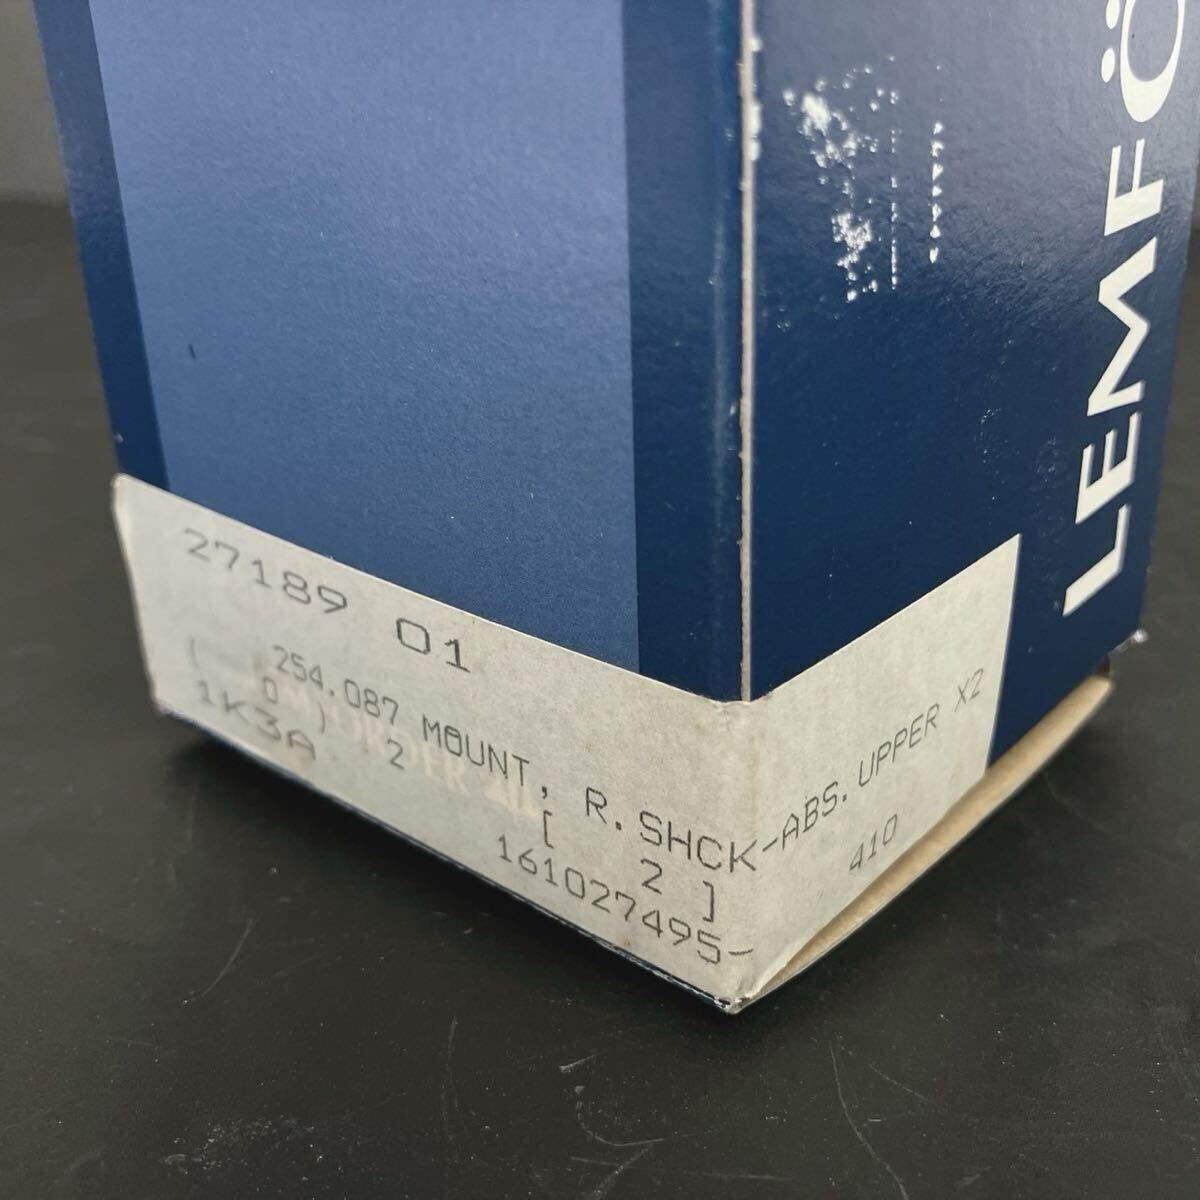 LEMFÖ
27189 01
254.087 MOUNT, R.SHCK-ABS.UPPER X2
( 0 ) 2 [ 2 ]
1K3A 161027495- 410